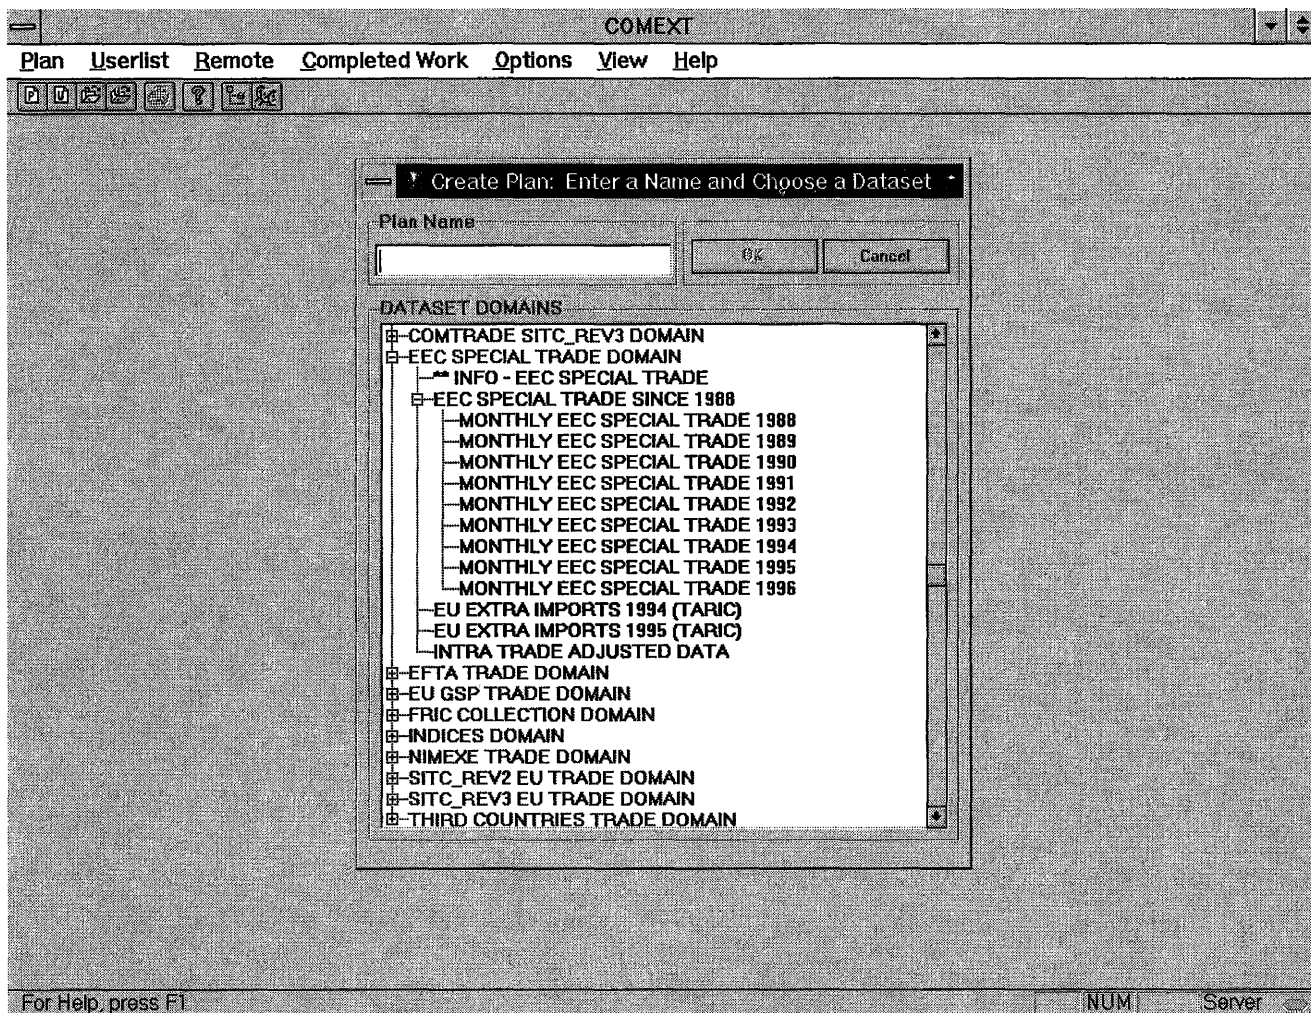 COMEXT
Plan Userlist Remote Completed Work Options View Help
Create Plan: Enter a Name and Choose a Dataset
Plan Name
OK Cancel
DATASET DOMAINS
COMTRADE SITC_REV3 DOMAIN
EEC SPECIAL TRADE DOMAIN
** INFO - EEC SPECIAL TRADE
EEC SPECIAL TRADE SINCE 1988
MONTHLY EEC SPECIAL TRADE 1988
MONTHLY EEC SPECIAL TRADE 1989
MONTHLY EEC SPECIAL TRADE 1990
MONTHLY EEC SPECIAL TRADE 1991
MONTHLY EEC SPECIAL TRADE 1992
MONTHLY EEC SPECIAL TRADE 1993
MONTHLY EEC SPECIAL TRADE 1994
MONTHLY EEC SPECIAL TRADE 1995
MONTHLY EEC SPECIAL TRADE 1996
EU EXTRA IMPORTS 1994 (TARIC)
EU EXTRA IMPORTS 1995 (TARIC)
INTRA TRADE ADJUSTED DATA
EFTA TRADE DOMAIN
EU GSP TRADE DOMAIN
FRIC COLLECTION DOMAIN
INDICES DOMAIN
NIMEXE TRADE DOMAIN
SITC_REV2 EU TRADE DOMAIN
SITC_REV3 EU TRADE DOMAIN
THIRD COUNTRIES TRADE DOMAIN
For Help, press F1 NUM Server